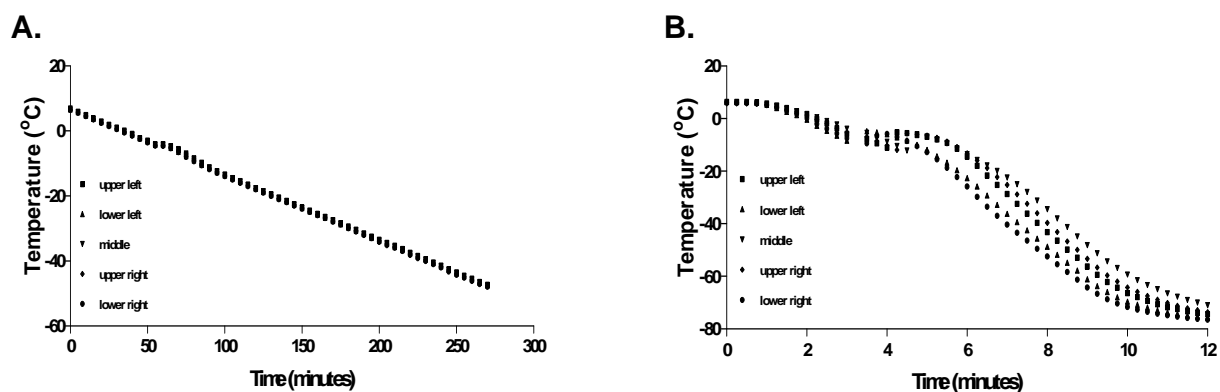 A.
20
0
-20
-40
-60
Temperature (°C)
upper left
lower left
middle
upper right
lower right
0 50 100 150 200 250 300
Time (minutes)
B.
20
0
-20
-40
-60
-80
Temperature (°C)
upper left
lower left
middle
upper right
lower right
0 2 4 6 8 10 12
Time (minutes)